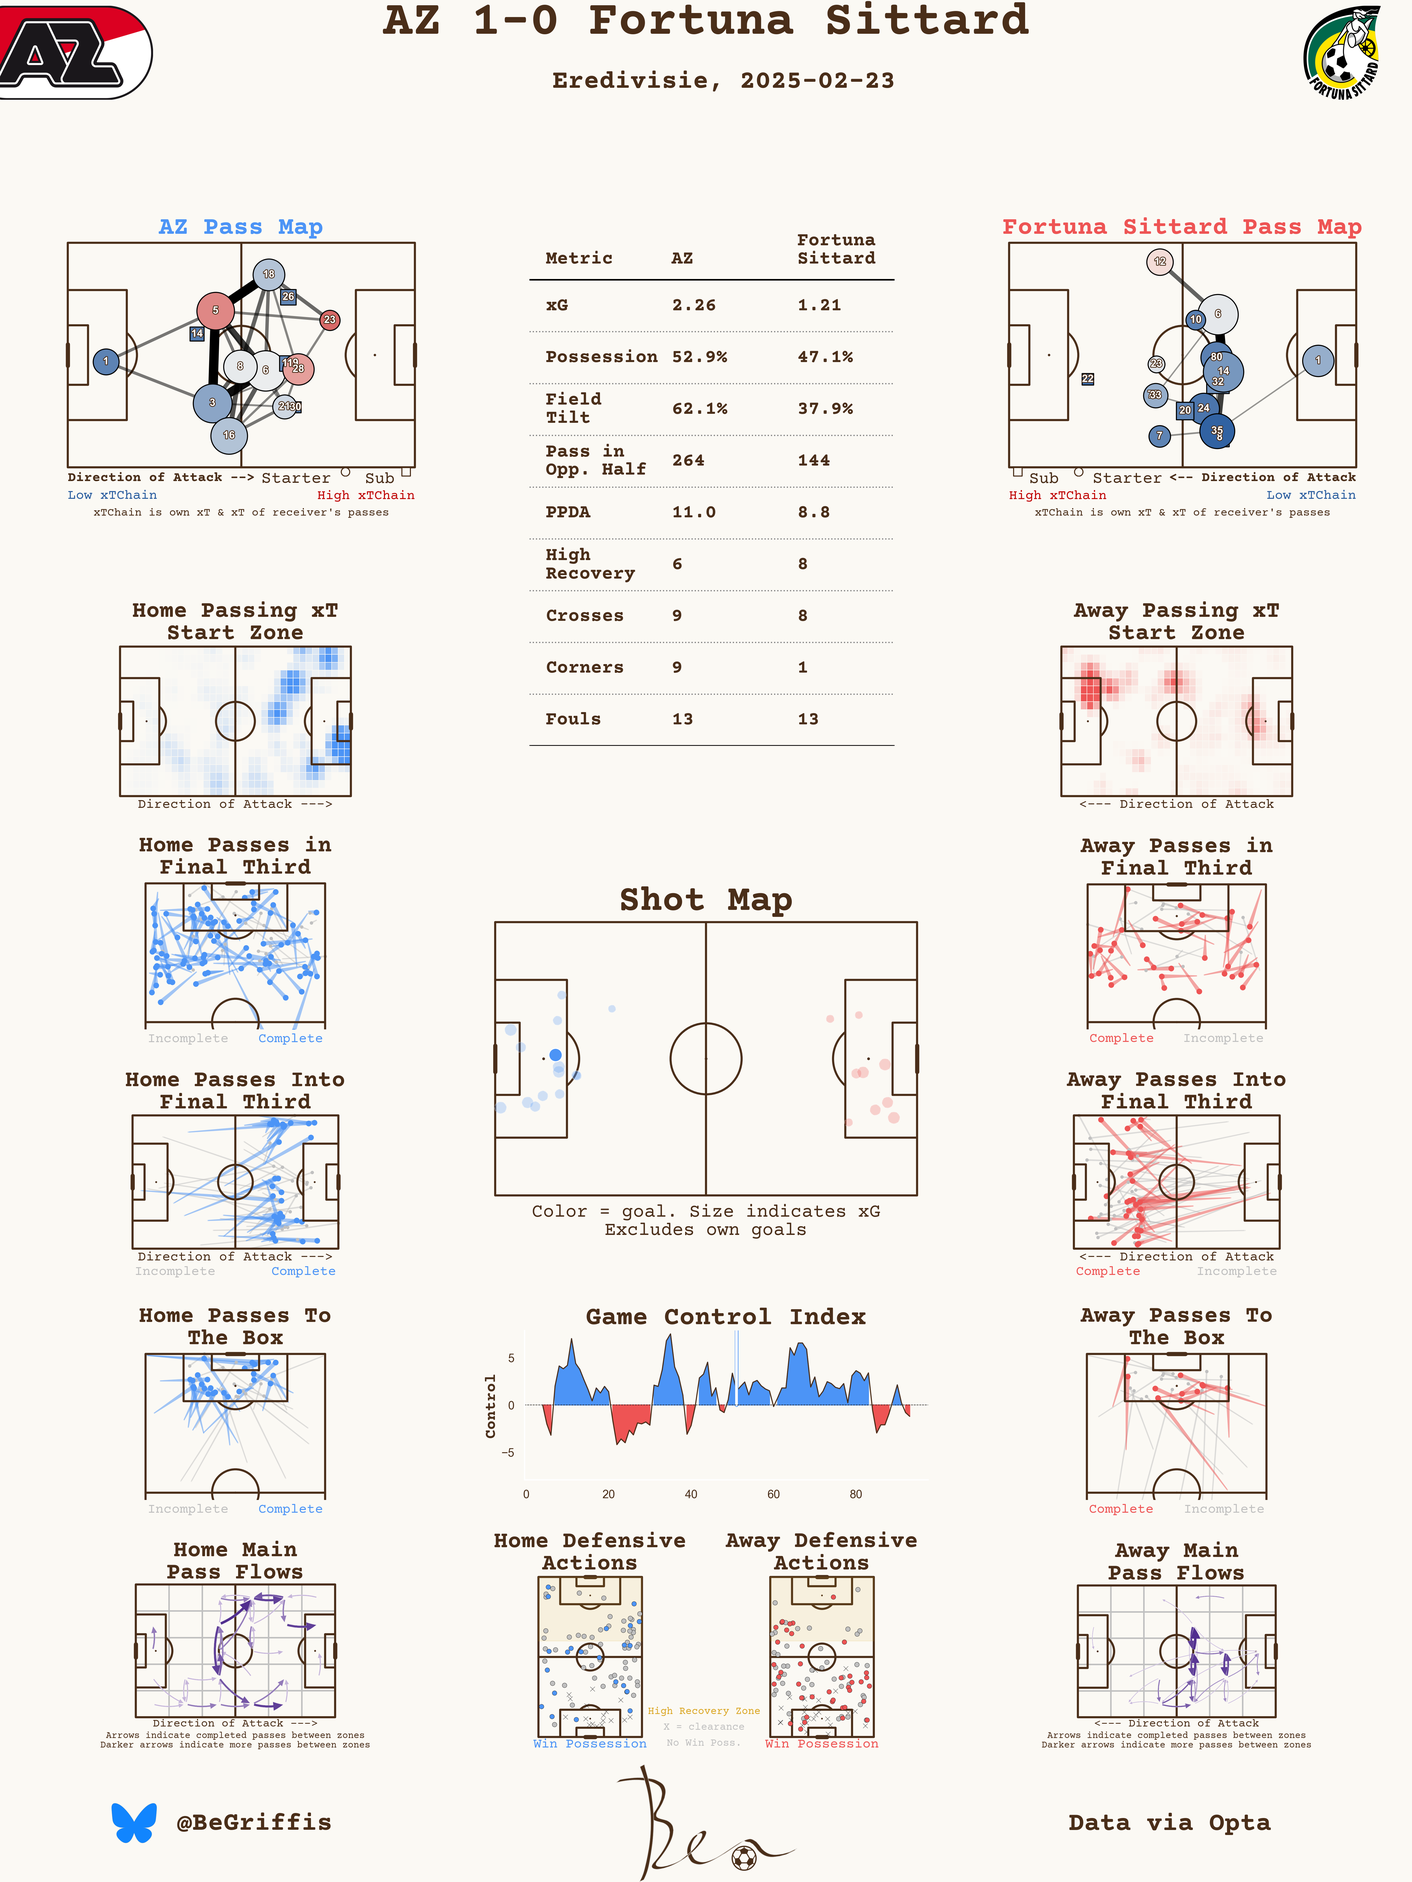 AZ 1-0 Fortuna Sittard
Eredivisie, 2025-02-23
AZ
FORTUNA SITTARD
AZ Pass Map
18
26
5
23
14
1
8
6
28
3
16
Direction of Attack --> Starter Sub
Low xTChain High xTChain
xTChain is own xT & xT of receiver's passes
Metric AZ Fortuna Sittard
xG 2.26 1.21
Possession 52.9% 47.1%
Field Tilt 62.1% 37.9%
Pass in Opp. Half 264 144
PPDA 11.0 8.8
High Recovery 6 8
Crosses 9 8
Corners 9 1
Fouls 13 13
Fortuna Sittard Pass Map
12
10
6
23
80
1
14
22
32
33
20
24
7
35
8
Sub Starter <-- Direction of Attack
High xTChain Low xTChain
xTChain is own xT & xT of receiver's passes
Home Passing xT
Start Zone
Direction of Attack --->
Away Passing xT
Start Zone
<--- Direction of Attack
Home Passes in
Final Third
Incomplete Complete
Away Passes in
Final Third
Complete Incomplete
Shot Map
Color = goal. Size indicates xG
Excludes own goals
Home Passes Into
Final Third
Direction of Attack --->
Incomplete Complete
Away Passes Into
Final Third
<--- Direction of Attack
Complete Incomplete
Home Passes To
The Box
Incomplete Complete
Game Control Index
Control
5
0
−5
0 20 40 60 80
Away Passes To
The Box
Complete Incomplete
Home Main
Pass Flows
Direction of Attack --->
Arrows indicate completed passes between zones
Darker arrows indicate more passes between zones
Home Defensive
Actions
Win Possession
High Recovery Zone
X = clearance
No Win Poss.
Away Defensive
Actions
Win Possession
Away Main
Pass Flows
<--- Direction of Attack
Arrows indicate completed passes between zones
Darker arrows indicate more passes between zones
@BeGriffis
Ben
Data via Opta